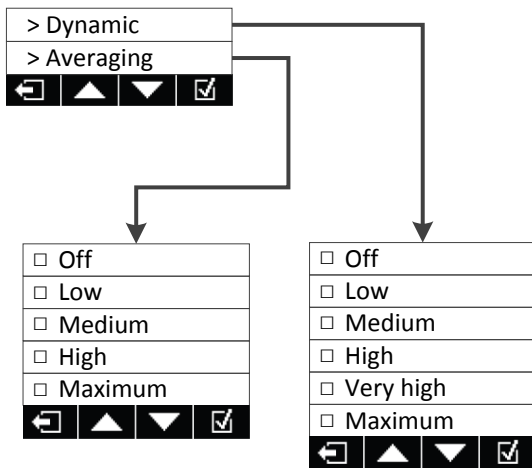 > Dynamic
> Averaging
Off
Low
Medium
High
Maximum
Off
Low
Medium
High
Very high
Maximum